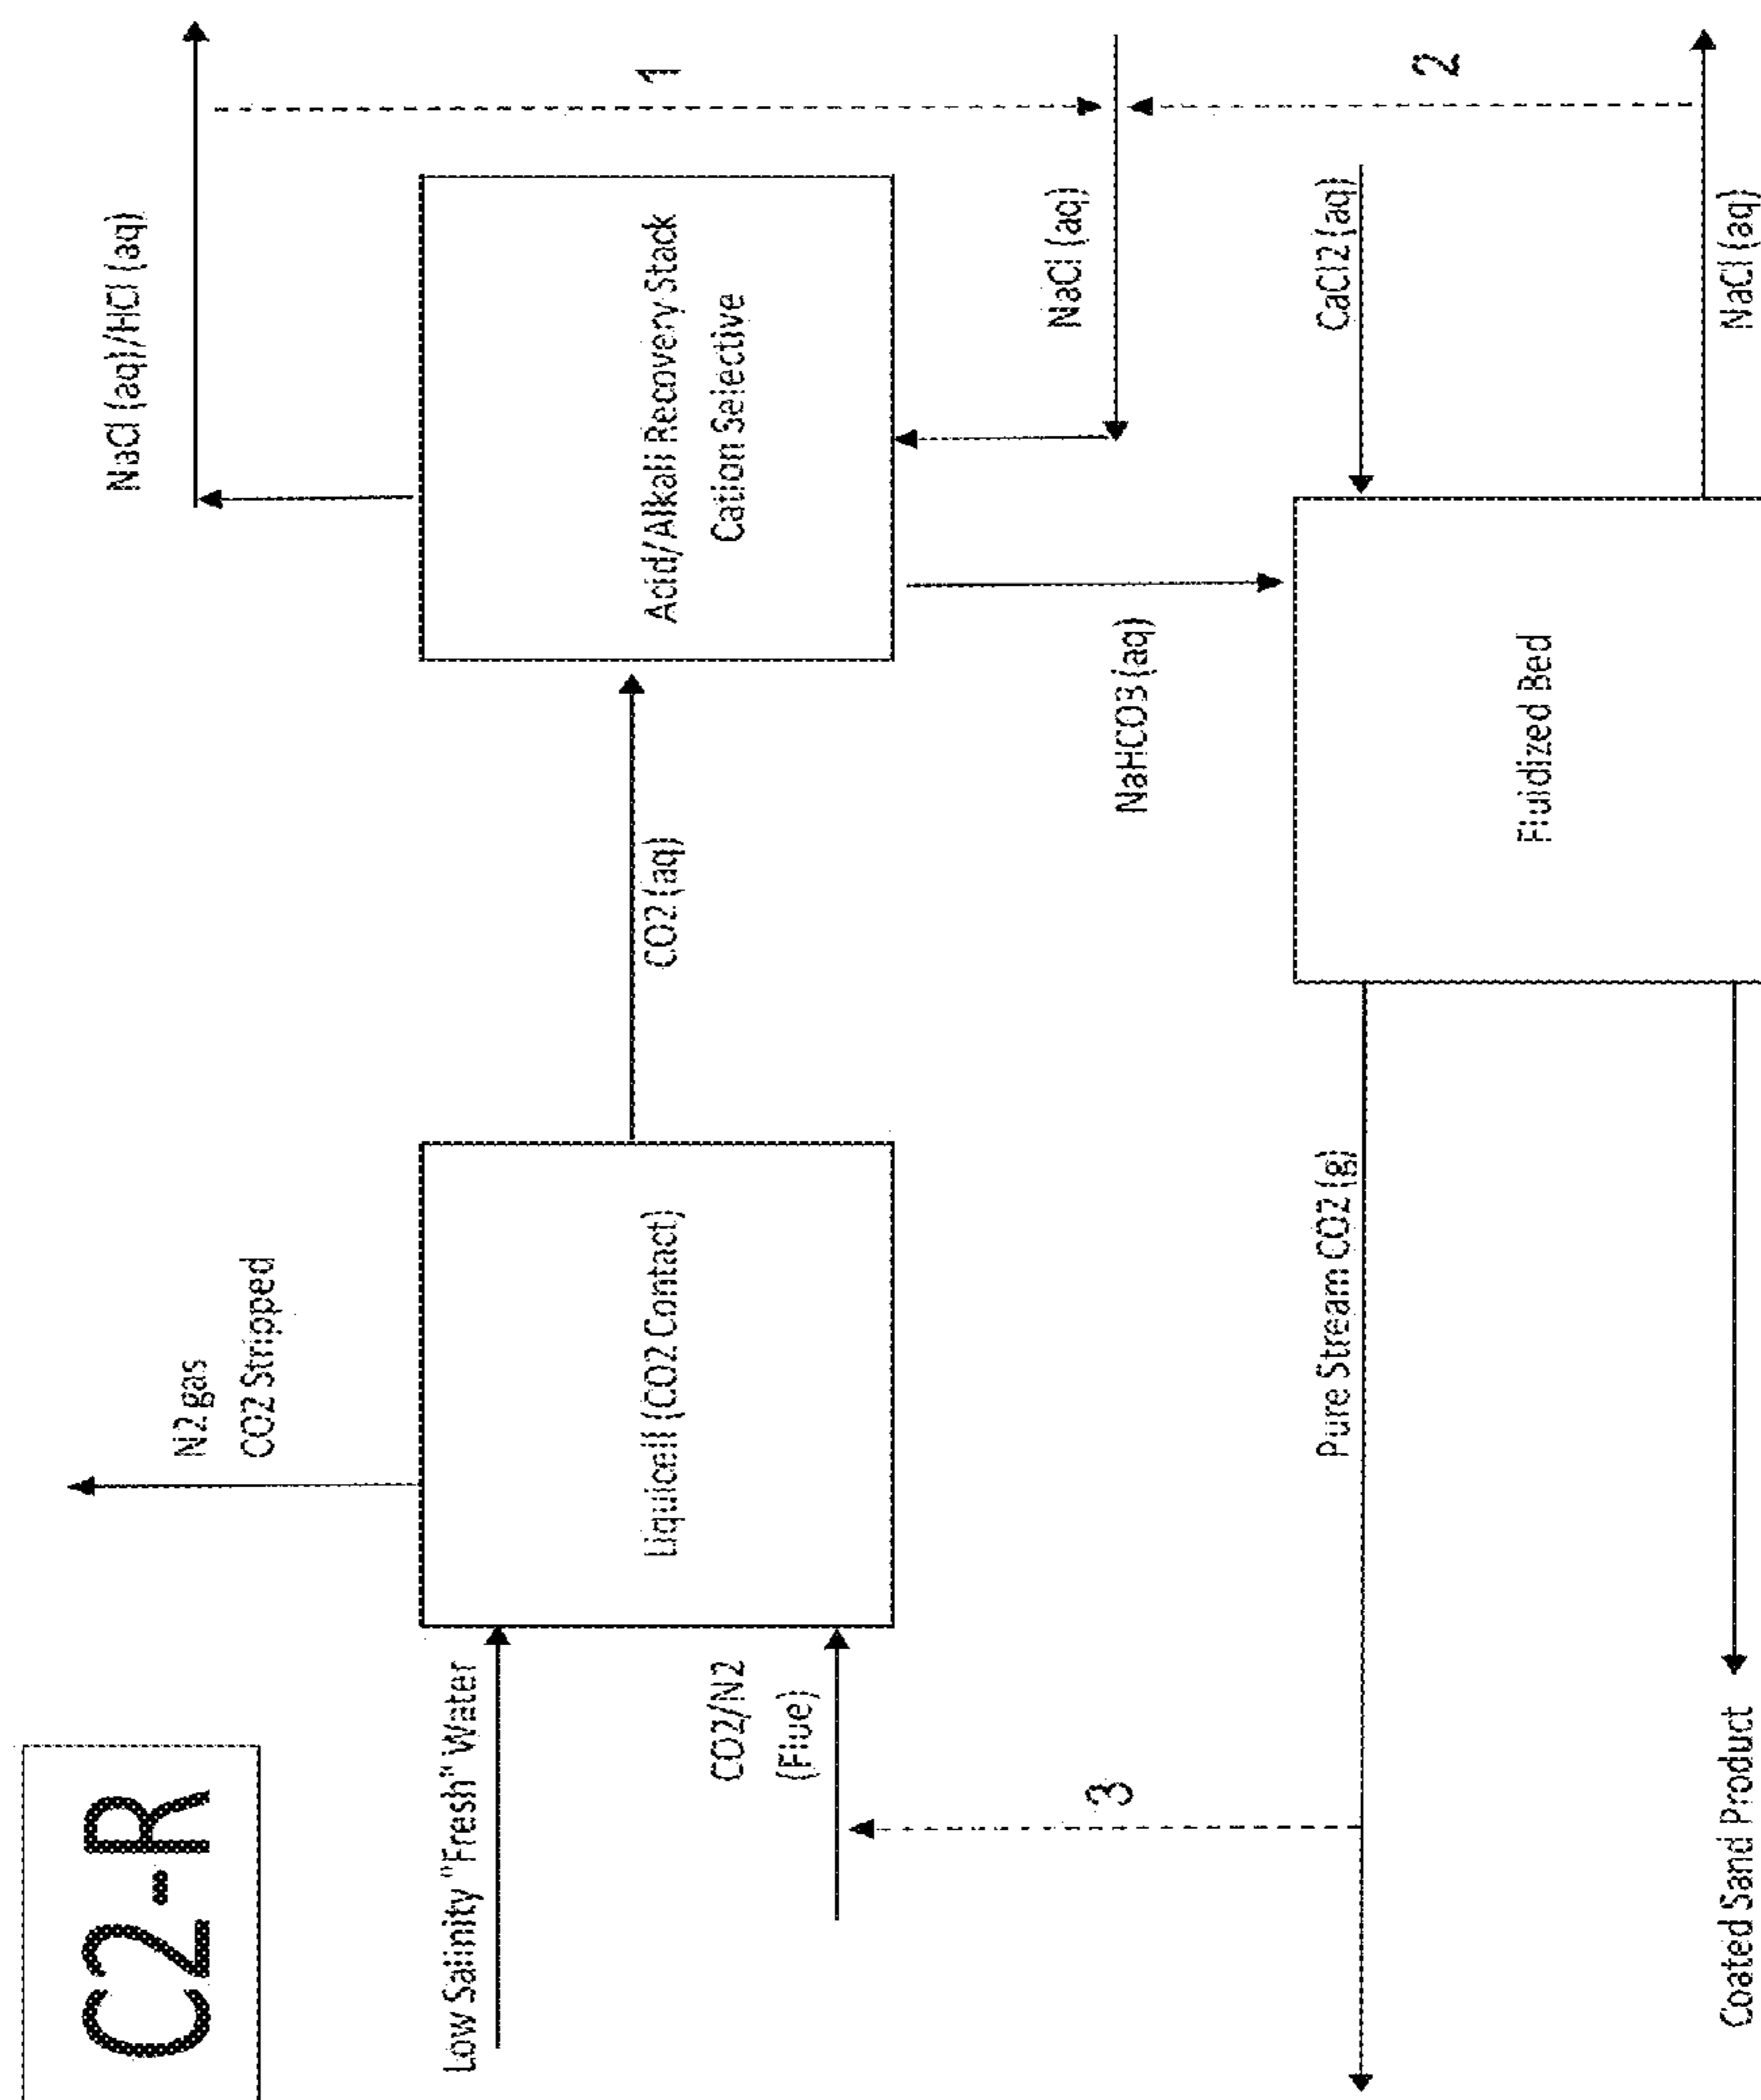 C2-R
N2 gas
CO2 Stripped
NaCl (aq)/HCl (aq)
Low Salinity "Fresh" Water
Liquicell (CO2 Contact)
CO2 (aq)
Acid/Alkali Recovery Stack
Cation Selective
1
CO2/N2
(Flue)
3
NaHCO3 (aq)
NaCl (aq)
Pure Stream CO2 (g)
CaCl2 (aq)
2
Fluidized Bed
Coated Sand Product
NaCl (aq)